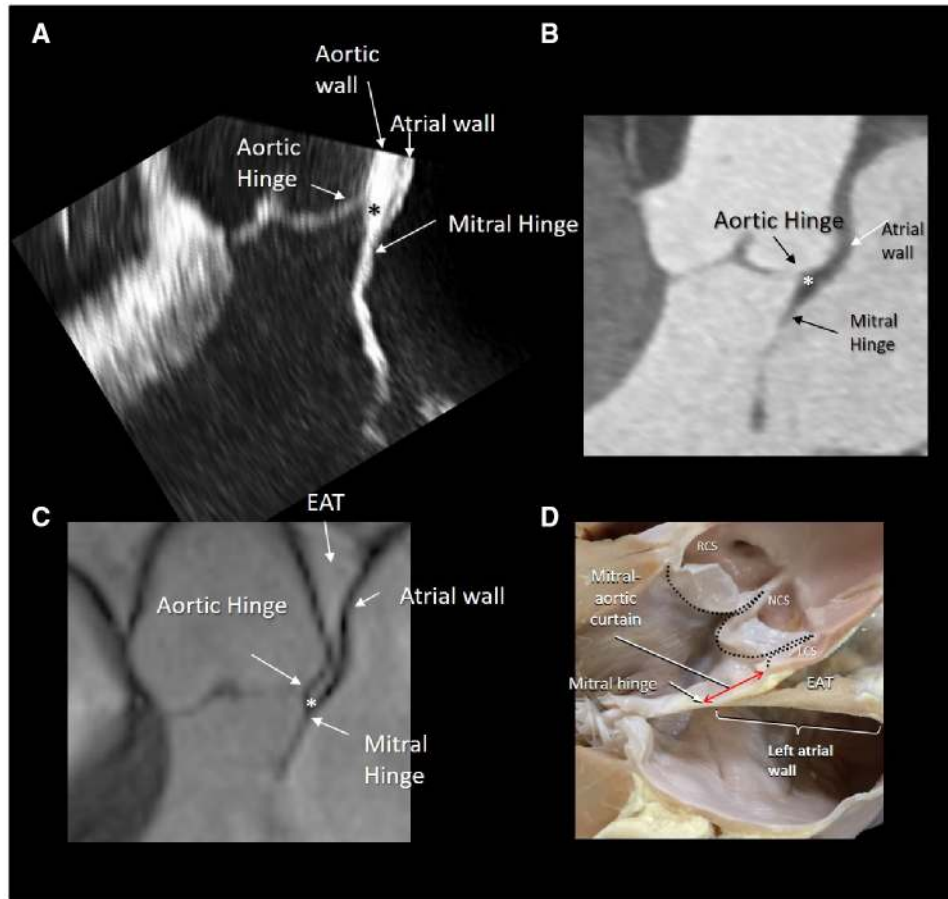 A
Aortic
wall
Atrial wall
Aortic
Hinge
*
Mitral Hinge
B
Aortic Hinge
Atrial
wall
*
Mitral
Hinge
C
EAT
Aortic Hinge
Atrial wall
*
Mitral
Hinge
D
RCS
Mitral-
aortic
curtain
NCS
LCS
Mitral hinge
EAT
Left atrial
wall